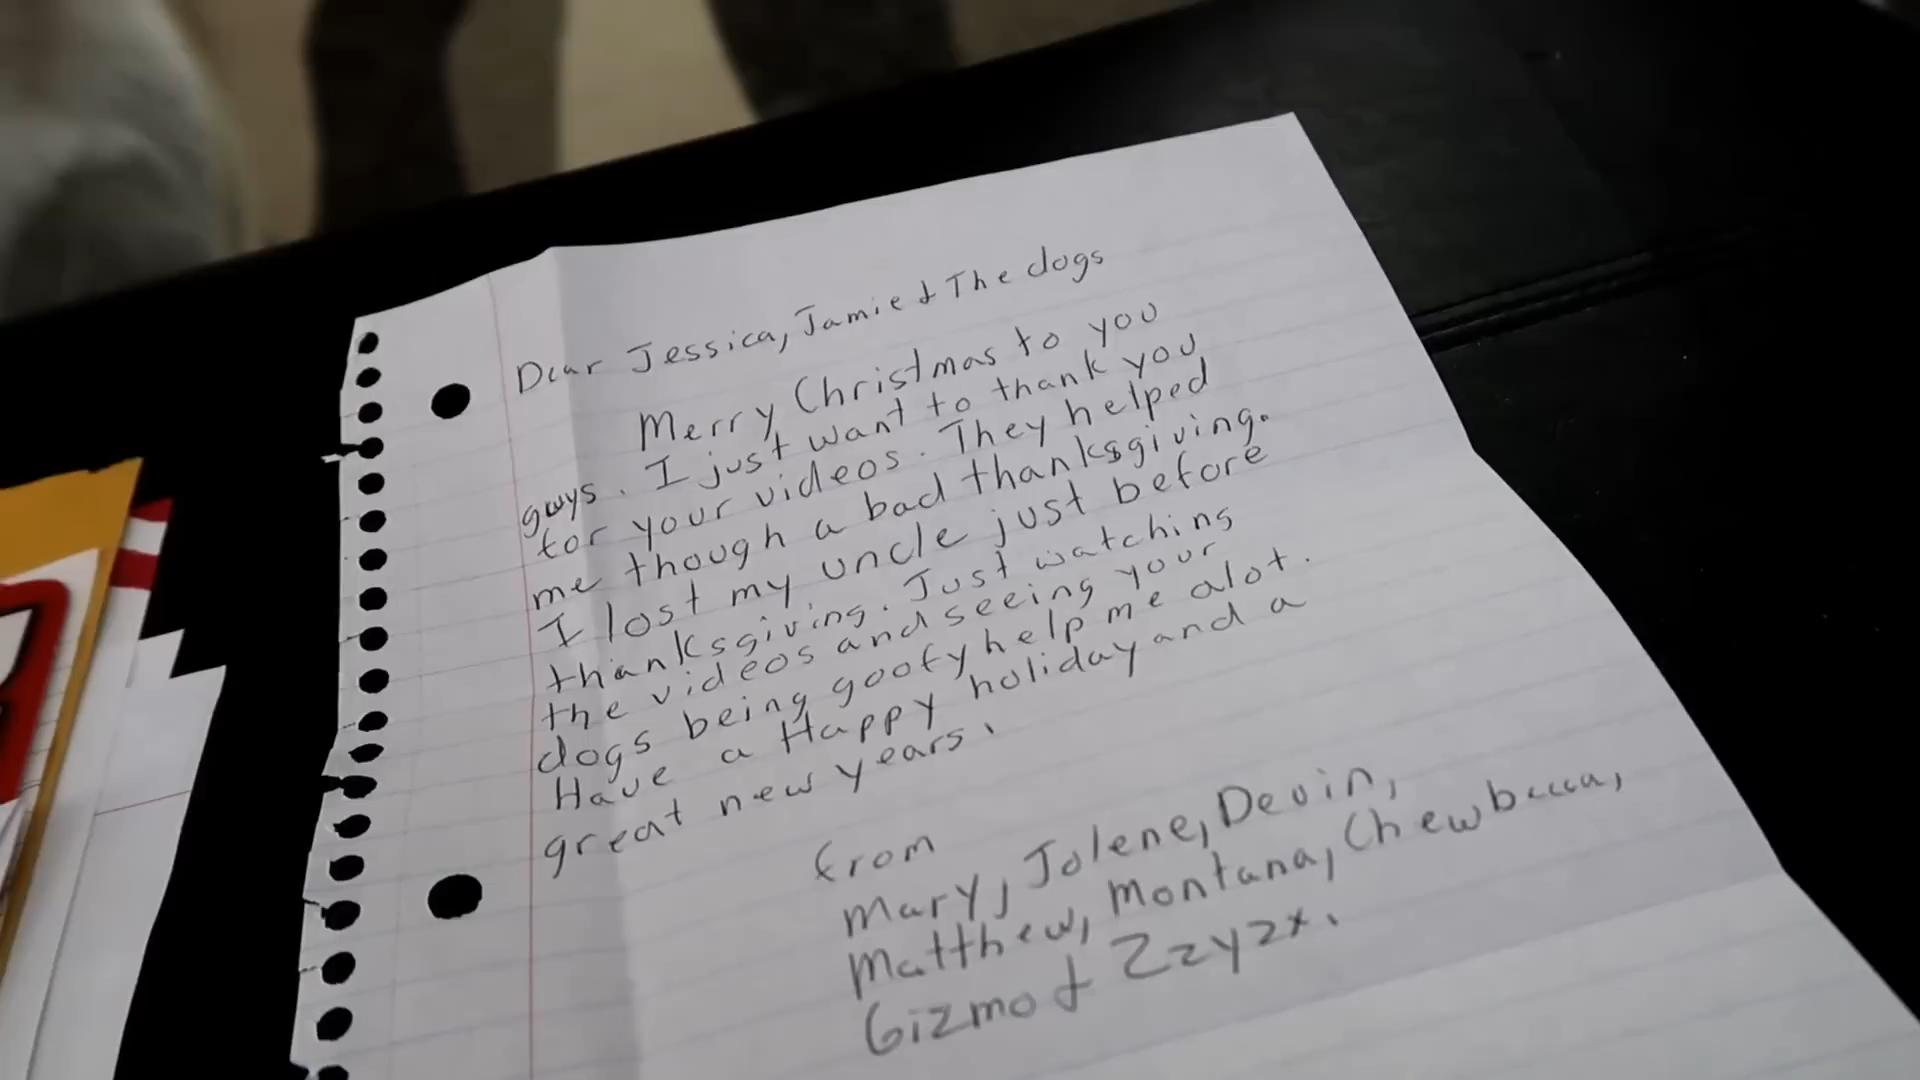 Dear Jessica, Jamie & The dogs
Merry Christmas to you
guys. I just want to thank you
for your videos. They helped
me though a bad thanksgiving.
I lost my uncle just before
thanksgiving. Just watching
the videos and seeing your
dogs being goofy help me alot.
Have a Happy holiday and a
great new years.
from
Mary, Jolene, Devin,
Matthew, Montana, Chewbecca,
Gizmo & Zzyzx.